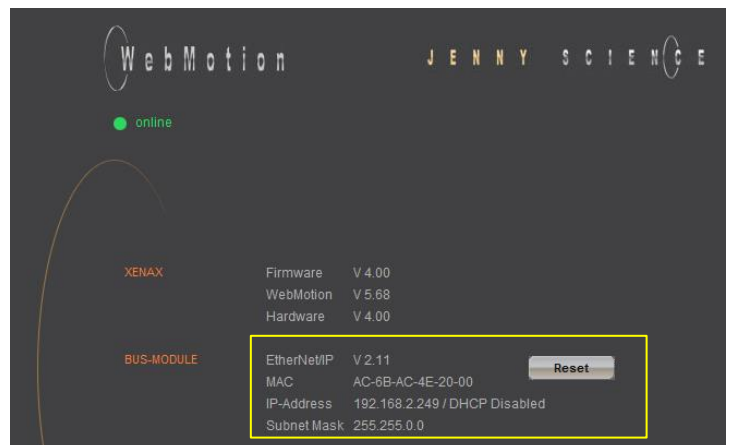 WebMotion JENNY SCIENCE
online
XENAX Firmware V 4.00
WebMotion V 5.68
Hardware V 4.00
BUS-MODULE EtherNet/IP V 2.11 Reset
MAC AC-6B-AC-4E-20-00
IP-Address 192.168.2.249 / DHCP Disabled
Subnet Mask 255.255.0.0